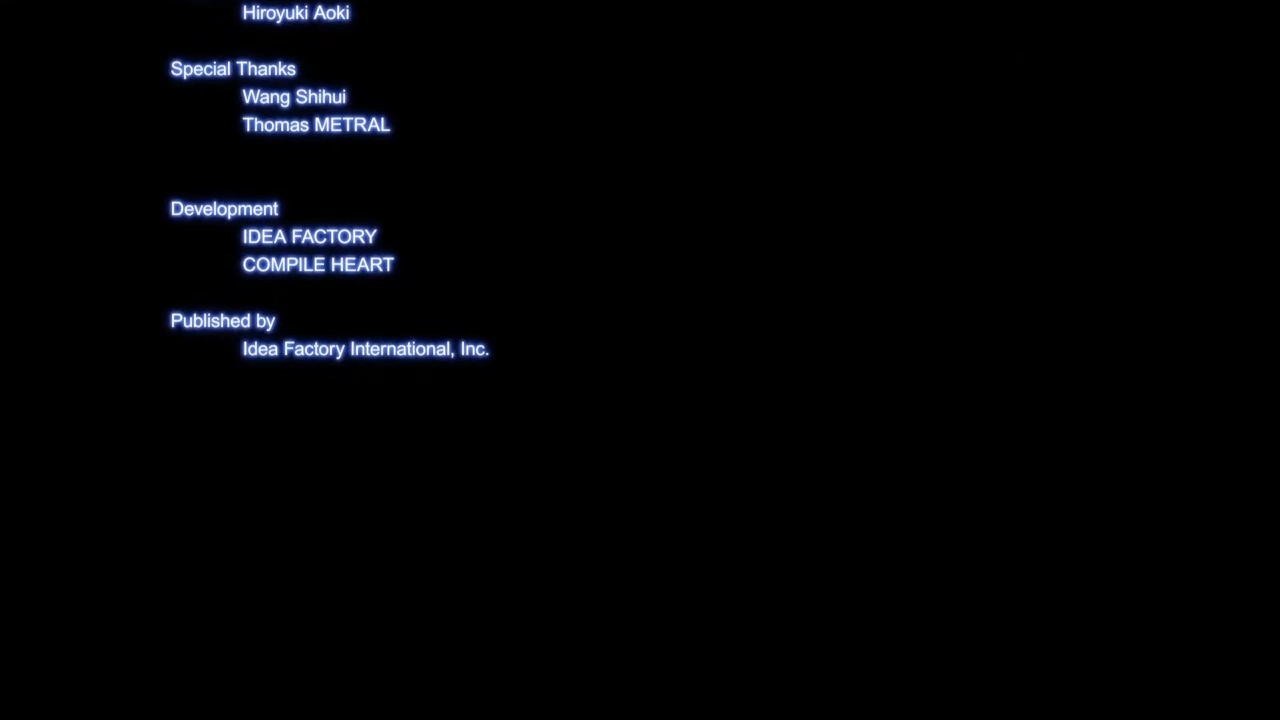 Hiroyuki Aoki
Special Thanks
Wang Shihui
Thomas METRAL
Development
IDEA FACTORY
COMPILE HEART
Published by
Idea Factory International, Inc.